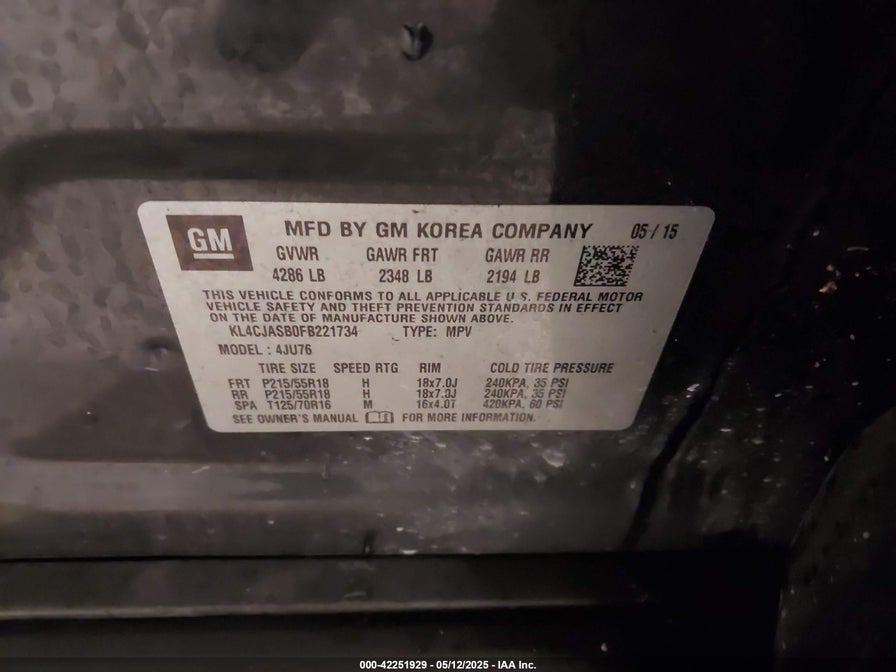 GM
MFD BY GM KOREA COMPANY 05 / 15
GVWR GAWR FRT GAWR RR
4286 LB 2348 LB 2194 LB
THIS VEHICLE CONFORMS TO ALL APPLICABLE U.S. FEDERAL MOTOR
VEHICLE SAFETY AND THEFT PREVENTION STANDARDS IN EFFECT
ON THE DATE OF MANUFACTURE SHOWN ABOVE.
KL4CJASB0FB221734 TYPE: MPV
MODEL : 4JU76
TIRE SIZE SPEED RTG RIM COLD TIRE PRESSURE
FRT P215/55R18 H 18x7.0J 240KPA, 35 PSI
RR P215/55R18 H 18x7.0J 240KPA, 35 PSI
SPA T125/70R16 M 16x4.0T 420KPA, 60 PSI
SEE OWNER'S MANUAL FOR MORE INFORMATION.
000-42251929 - 05/12/2025 - IAA Inc.